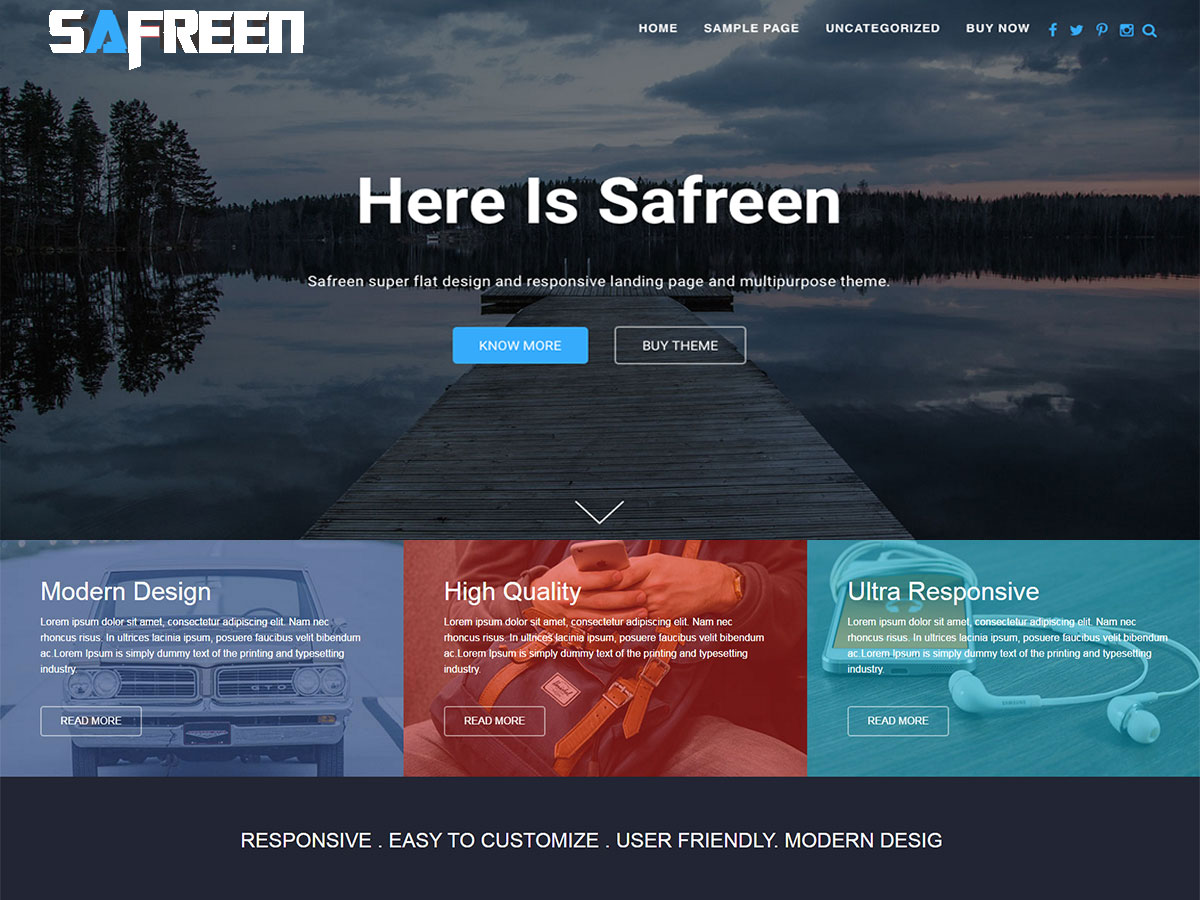 SAFREEN
HOME SAMPLE PAGE UNCATEGORIZED BUY NOW
Here Is Safreen
Safreen super flat design and responsive landing page and multipurpose theme.
KNOW MORE BUY THEME
Modern Design
Lorem ipsum dolor sit amet, consectetur adipiscing elit. Nam nec
rhoncus risus. In ultrices lacinia ipsum, posuere faucibus velit bibendum
ac.Lorem Ipsum is simply dummy text of the printing and typesetting
industry.
GTO
READ MORE
High Quality
Lorem ipsum dolor sit amet, consectetur adipiscing elit. Nam nec
rhoncus risus. In ultrices lacinia ipsum, posuere faucibus velit bibendum
ac.Lorem Ipsum is simply dummy text of the printing and typesetting
industry.
READ MORE
Ultra Responsive
Lorem ipsum dolor sit amet, consectetur adipiscing elit. Nam nec
rhoncus risus. In ultrices lacinia ipsum, posuere faucibus velit bibendum
ac.Lorem Ipsum is simply dummy text of the printing and typesetting
industry.
SAMSUNG
READ MORE
RESPONSIVE . EASY TO CUSTOMIZE . USER FRIENDLY. MODERN DESIG